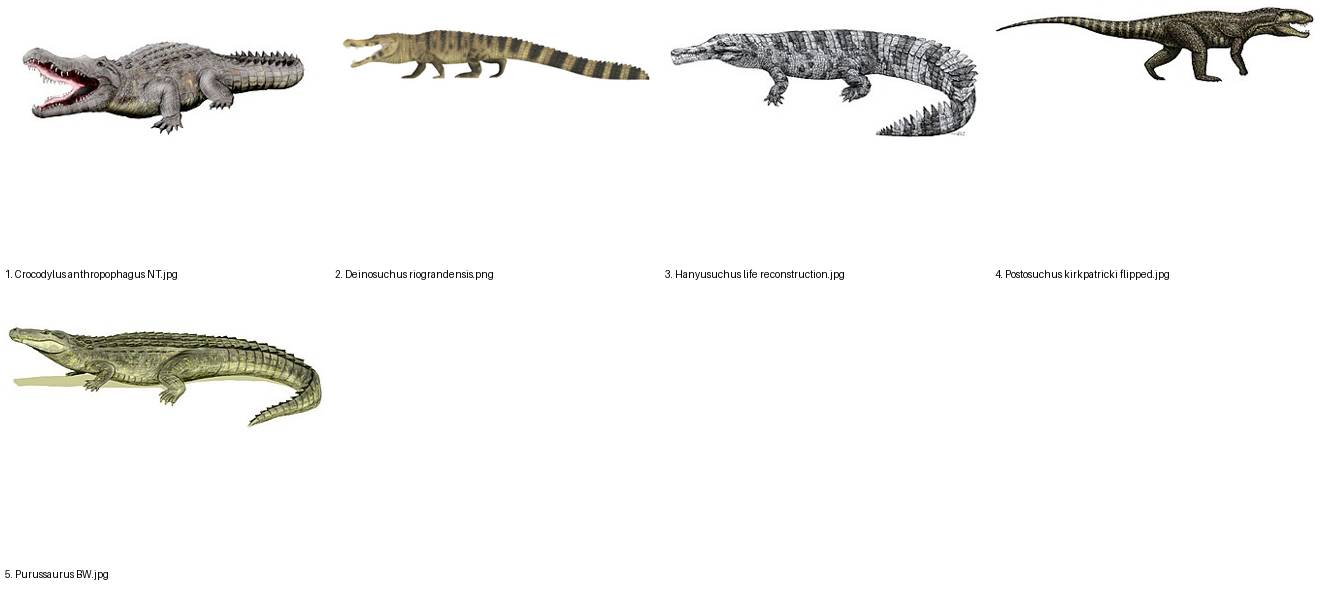 1. Crocodylus anthropophagus NT.jpg
2. Deinosuchus riograndensis.png
3. Hanyusuchus life reconstruction.jpg
4. Postosuchus kirkpatricki flipped.jpg
5. Purussaurus BW.jpg